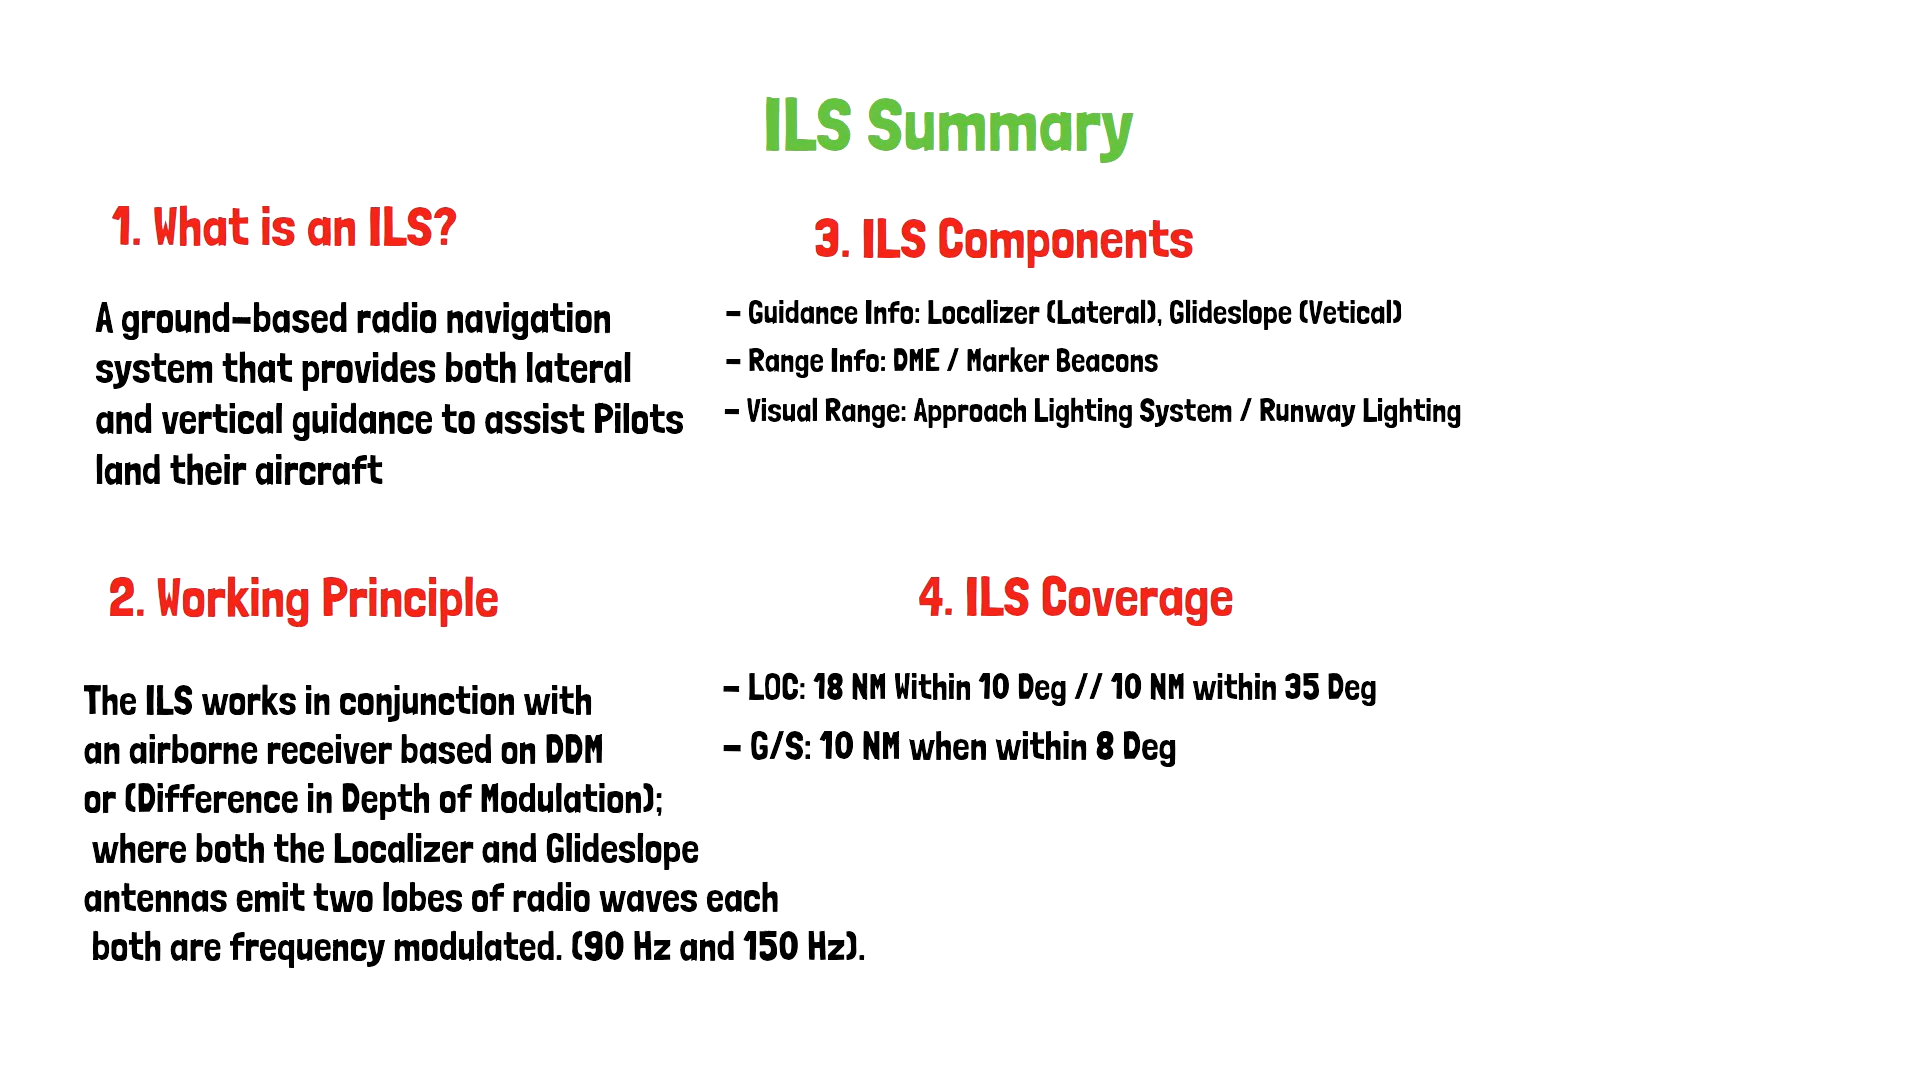 ILS Summary
1. What is an ILS?
A ground-based radio navigation
system that provides both lateral
and vertical guidance to assist Pilots
land their aircraft
2. Working Principle
The ILS works in conjunction with
an airborne receiver based on DDM
or (Difference in Depth of Modulation);
where both the Localizer and Glideslope
antennas emit two lobes of radio waves each
both are frequency modulated. (90 Hz and 150 Hz).
3. ILS Components
- Guidance Info: Localizer (Lateral), Glideslope (Vetical)
- Range Info: DME / Marker Beacons
- Visual Range: Approach Lighting System / Runway Lighting
4. ILS Coverage
- LOC: 18 NM Within 10 Deg // 10 NM within 35 Deg
- G/S: 10 NM when within 8 Deg